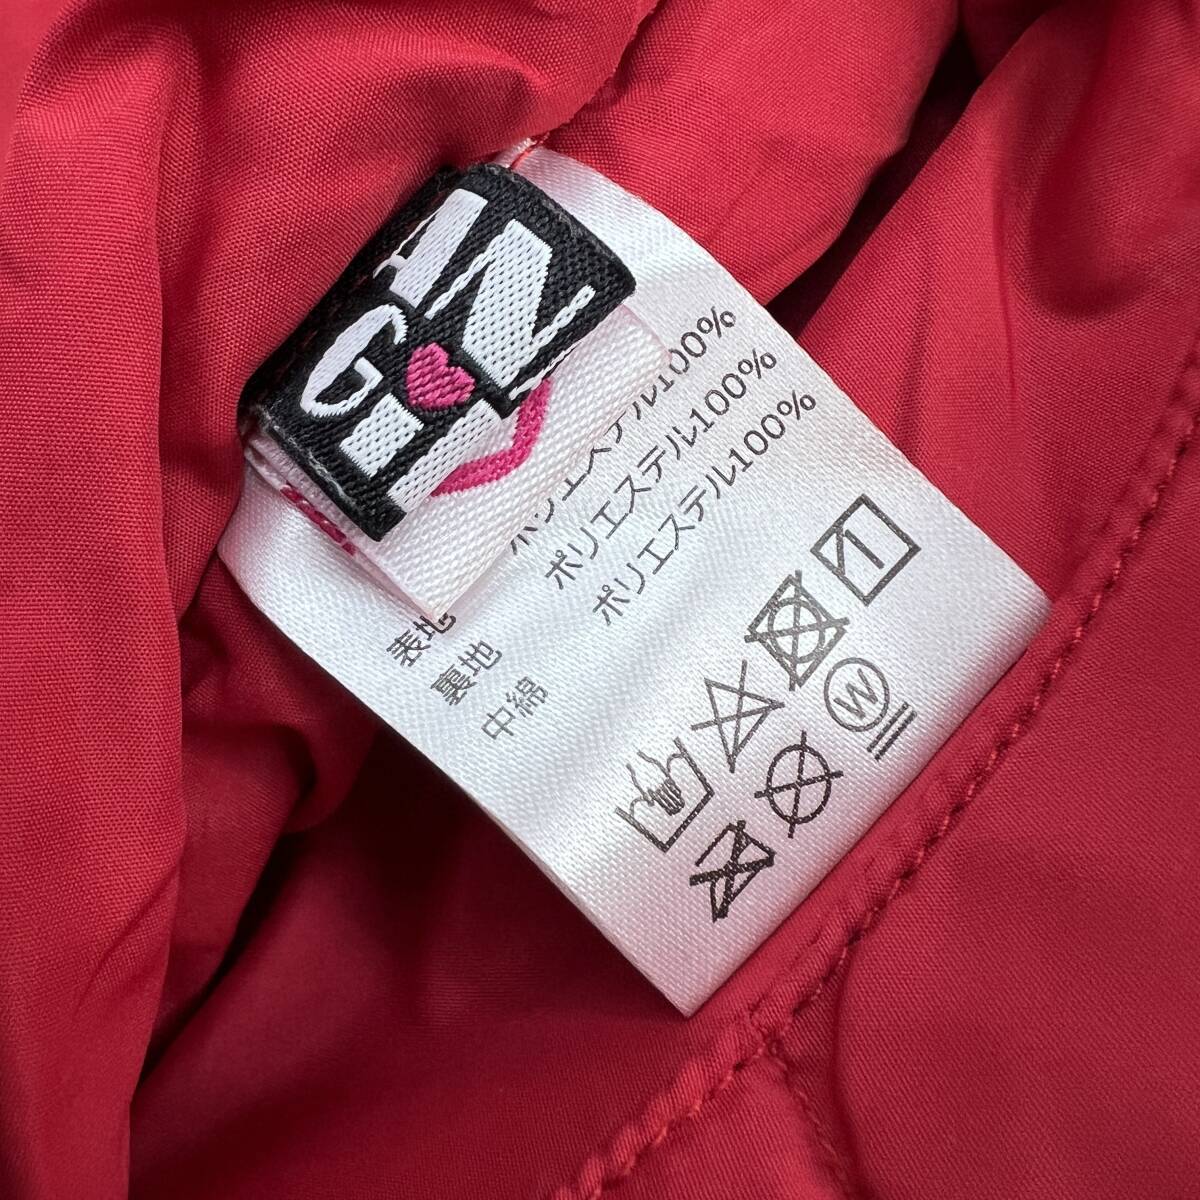 表地 ポリエステル100%
裏地 ポリエステル100%
中綿 ポリエステル100%
W